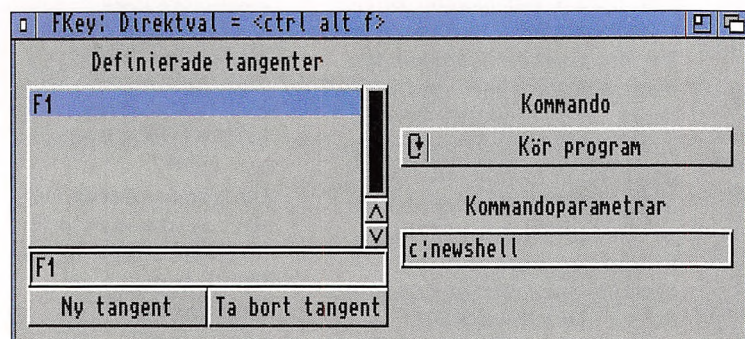 FKey: Direktval = <ctrl alt f>
Definierade tangenter
F1
F1
Ny tangent
Ta bort tangent
Kommando
Kör program
Kommandoparametrar
c:newshell